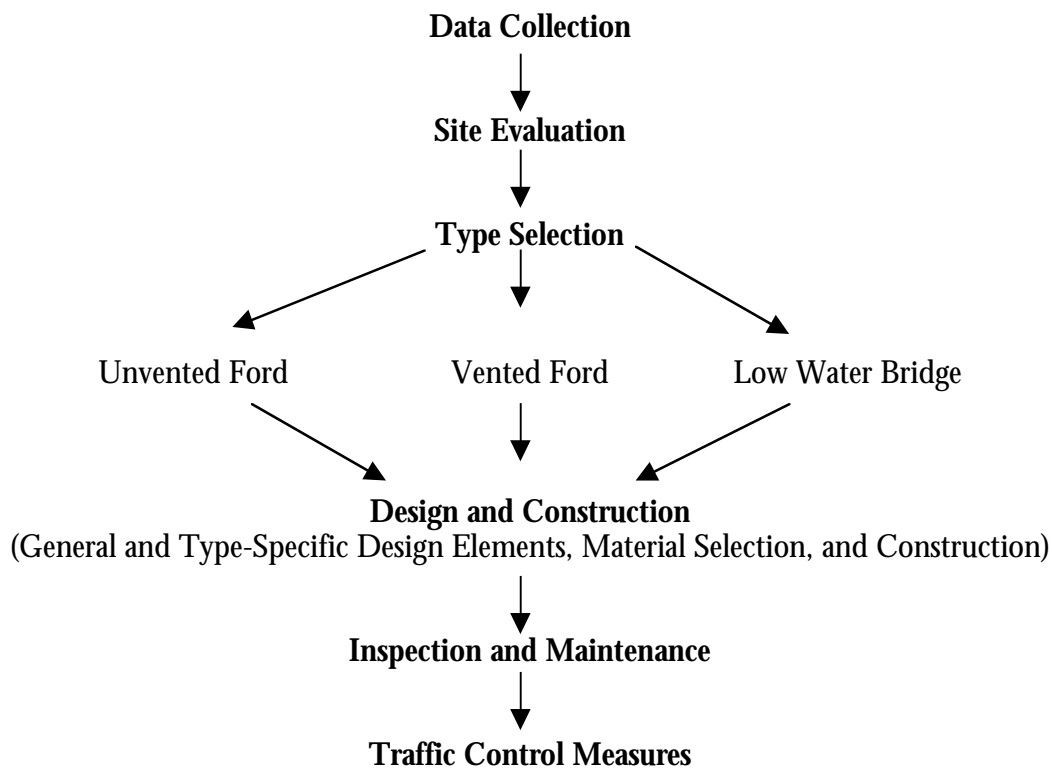 Data Collection
Site Evaluation
Type Selection
Unvented Ford
Vented Ford
Low Water Bridge
Design and Construction
(General and Type-Specific Design Elements, Material Selection, and Construction)
Inspection and Maintenance
Traffic Control Measures